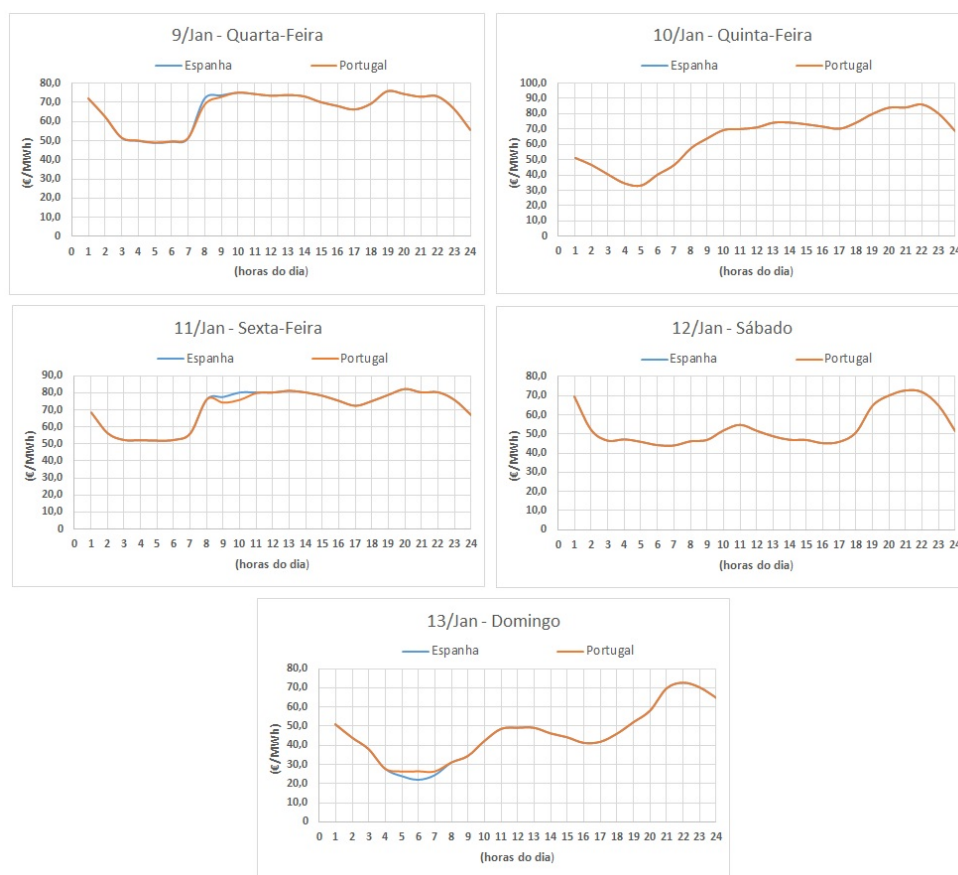 9/Jan - Quarta-Feira
Espanha Portugal
80,0
70,0
60,0
50,0
40,0
30,0
20,0
10,0
0
(€/MWh)
0 1 2 3 4 5 6 7 8 9 10 11 12 13 14 15 16 17 18 19 20 21 22 23 24
(horas do dia)
10/Jan - Quinta-Feira
Espanha Portugal
100,0
90,0
80,0
70,0
60,0
50,0
40,0
30,0
20,0
10,0
0
(€/MWh)
0 1 2 3 4 5 6 7 8 9 10 11 12 13 14 15 16 17 18 19 20 21 22 23 24
(horas do dia)
11/Jan - Sexta-Feira
Espanha Portugal
90,0
80,0
70,0
60,0
50,0
40,0
30,0
20,0
10,0
0
(€/MWh)
0 1 2 3 4 5 6 7 8 9 10 11 12 13 14 15 16 17 18 19 20 21 22 23 24
(horas do dia)
12/Jan - Sábado
Espanha Portugal
80,0
70,0
60,0
50,0
40,0
30,0
20,0
10,0
0
(€/MWh)
0 1 2 3 4 5 6 7 8 9 10 11 12 13 14 15 16 17 18 19 20 21 22 23 24
(horas do dia)
13/Jan - Domingo
Espanha Portugal
80,0
70,0
60,0
50,0
40,0
30,0
20,0
10,0
0
(€/MWh)
0 1 2 3 4 5 6 7 8 9 10 11 12 13 14 15 16 17 18 19 20 21 22 23 24
(horas do dia)